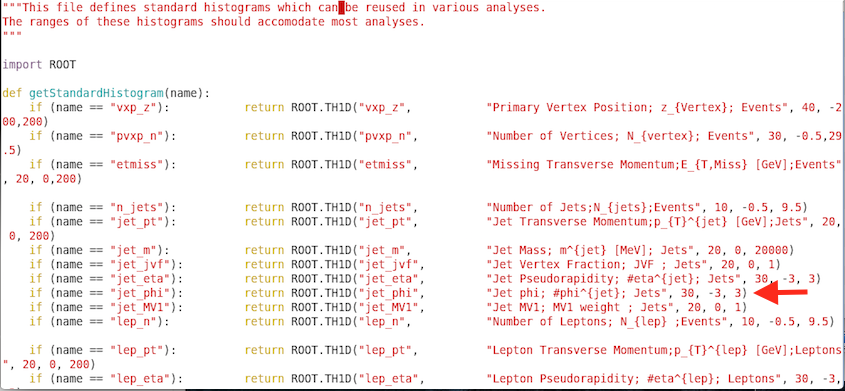 """This file defines standard histograms which can be reused in various analyses.
The ranges of these histograms should accomodate most analyses.
"""
import ROOT
def getStandardHistogram(name):
if (name == "vxp_z"): return ROOT.TH1D("vxp_z", "Primary Vertex Position; z_{Vertex}; Events", 40, -2
00,200)
if (name == "pvxp_n"): return ROOT.TH1D("pvxp_n", "Number of Vertices; N_{vertex}; Events", 30, -0.5,29
.5)
if (name == "etmiss"): return ROOT.TH1D("etmiss", "Missing Transverse Momentum;E_{T,Miss} [GeV];Events"
, 20, 0,200)
if (name == "n_jets"): return ROOT.TH1D("n_jets", "Number of Jets;N_{jets};Events", 10, -0.5, 9.5)
if (name == "jet_pt"): return ROOT.TH1D("jet_pt", "Jet Transverse Momentum;p_{T}^{jet} [GeV];Jets", 20,
0, 200)
if (name == "jet_m"): return ROOT.TH1D("jet_m", "Jet Mass; m^{jet} [MeV]; Jets", 20, 0, 20000)
if (name == "jet_jvf"): return ROOT.TH1D("jet_jvf", "Jet Vertex Fraction; JVF ; Jets", 20, 0, 1)
if (name == "jet_eta"): return ROOT.TH1D("jet_eta", "Jet Pseudorapidity; #eta^{jet}; Jets", 30, -3, 3)
if (name == "jet_phi"): return ROOT.TH1D("jet_phi", "Jet phi; #phi^{jet}; Jets", 30, -3, 3)
if (name == "jet_MV1"): return ROOT.TH1D("jet_MV1", "Jet MV1; MV1 weight ; Jets", 20, 0, 1)
if (name == "lep_n"): return ROOT.TH1D("lep_n", "Number of Leptons; N_{lep} ;Events", 10, -0.5, 9.5)
if (name == "lep_pt"): return ROOT.TH1D("lep_pt", "Lepton Transverse Momentum;p_{T}^{lep} [GeV];Leptons
", 20, 0, 200)
if (name == "lep_eta"): return ROOT.TH1D("lep_eta", "Lepton Pseudorapidity; #eta^{lep}; Leptons", 30, -3,